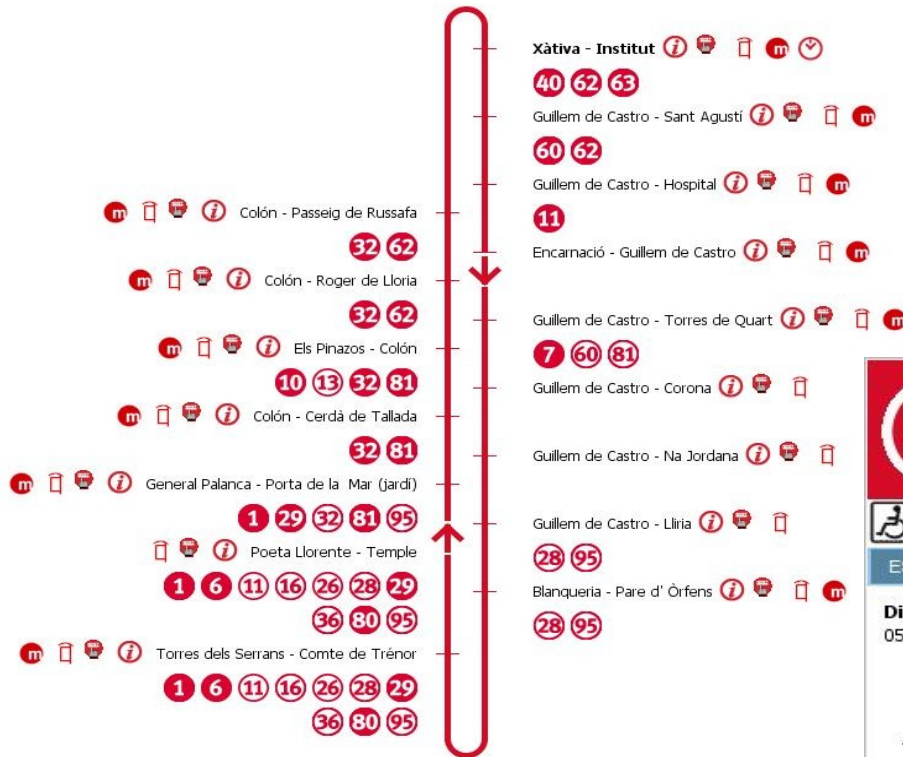 Xàtiva - Institut i m
40 62 63
Guillem de Castro - Sant Agustí i m
60 62
Guillem de Castro - Hospital i m
11
Encarnació - Guillem de Castro i m
Guillem de Castro - Torres de Quart i m
7 60 81
Guillem de Castro - Corona i
Guillem de Castro - Na Jordana i
Guillem de Castro - Lliria i
28 95
Blanqueria - Pare d' Òrfens i m
28 95
m i Colón - Passeig de Russafa
32 62
m i Colón - Roger de Lloria
32 62
m i Els Pinazos - Colón
10 13 32 81
m i Colón - Cerdà de Tallada
32 81
m i General Palanca - Porta de la Mar (jardí)
1 29 32 81 95
i Poeta Llorente - Temple
1 6 11 16 26 28 29
36 80 95
m i Torres dels Serrans - Comte de Trénor
1 6 11 16 26 28 29
36 80 95
Di
05